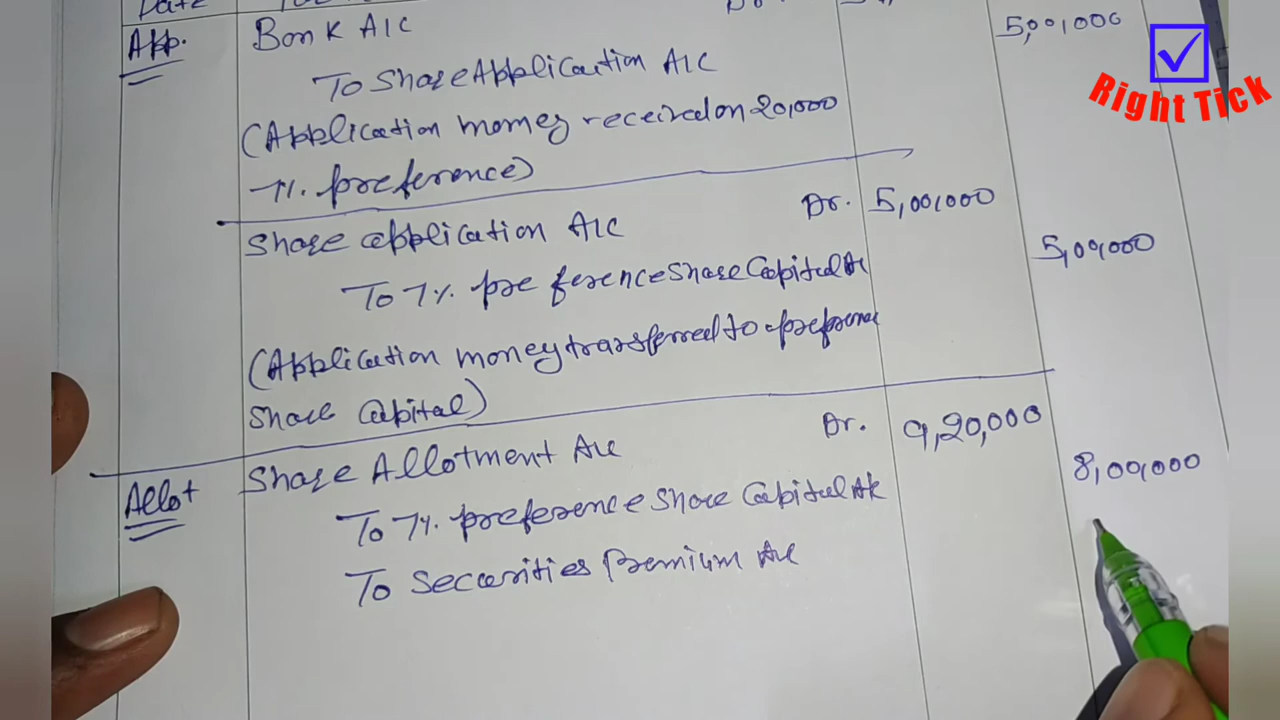 App. Bank A/C 5,00,000
To Share Application A/C
(Application money received on 20,000
7%. preference)
Share application A/C Dr. 5,00,000
To 7%. preference Share Capital A/c 5,00,000
(Application money transferred to preference
Share Capital)
Allot Share Allotment A/c Dr. 9,20,000
To 7%. preference Share Capital A/c 8,00,000
To Securities Premium A/c
Right Tick